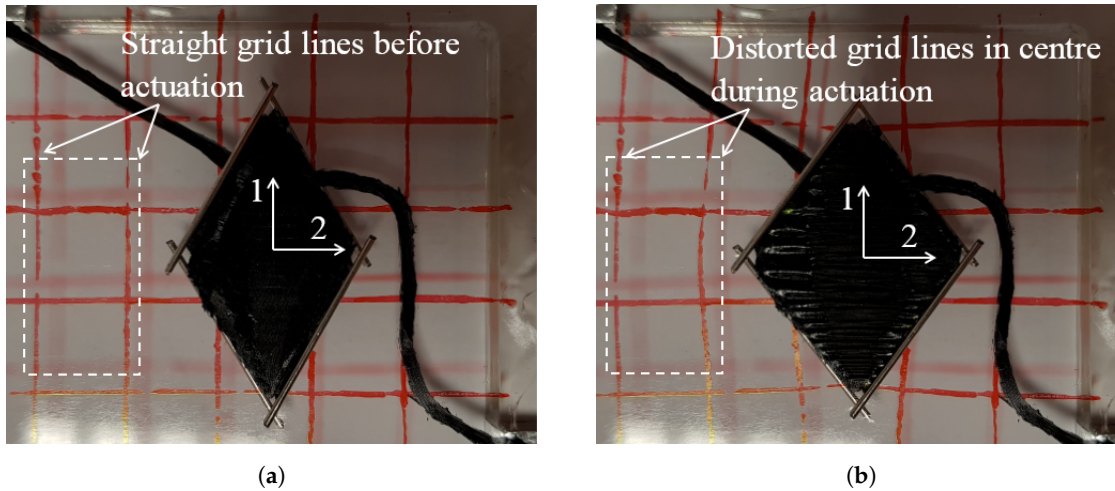 Straight grid lines before
actuation
1
2
(a)
Distorted grid lines in centre
during actuation
1
2
(b)